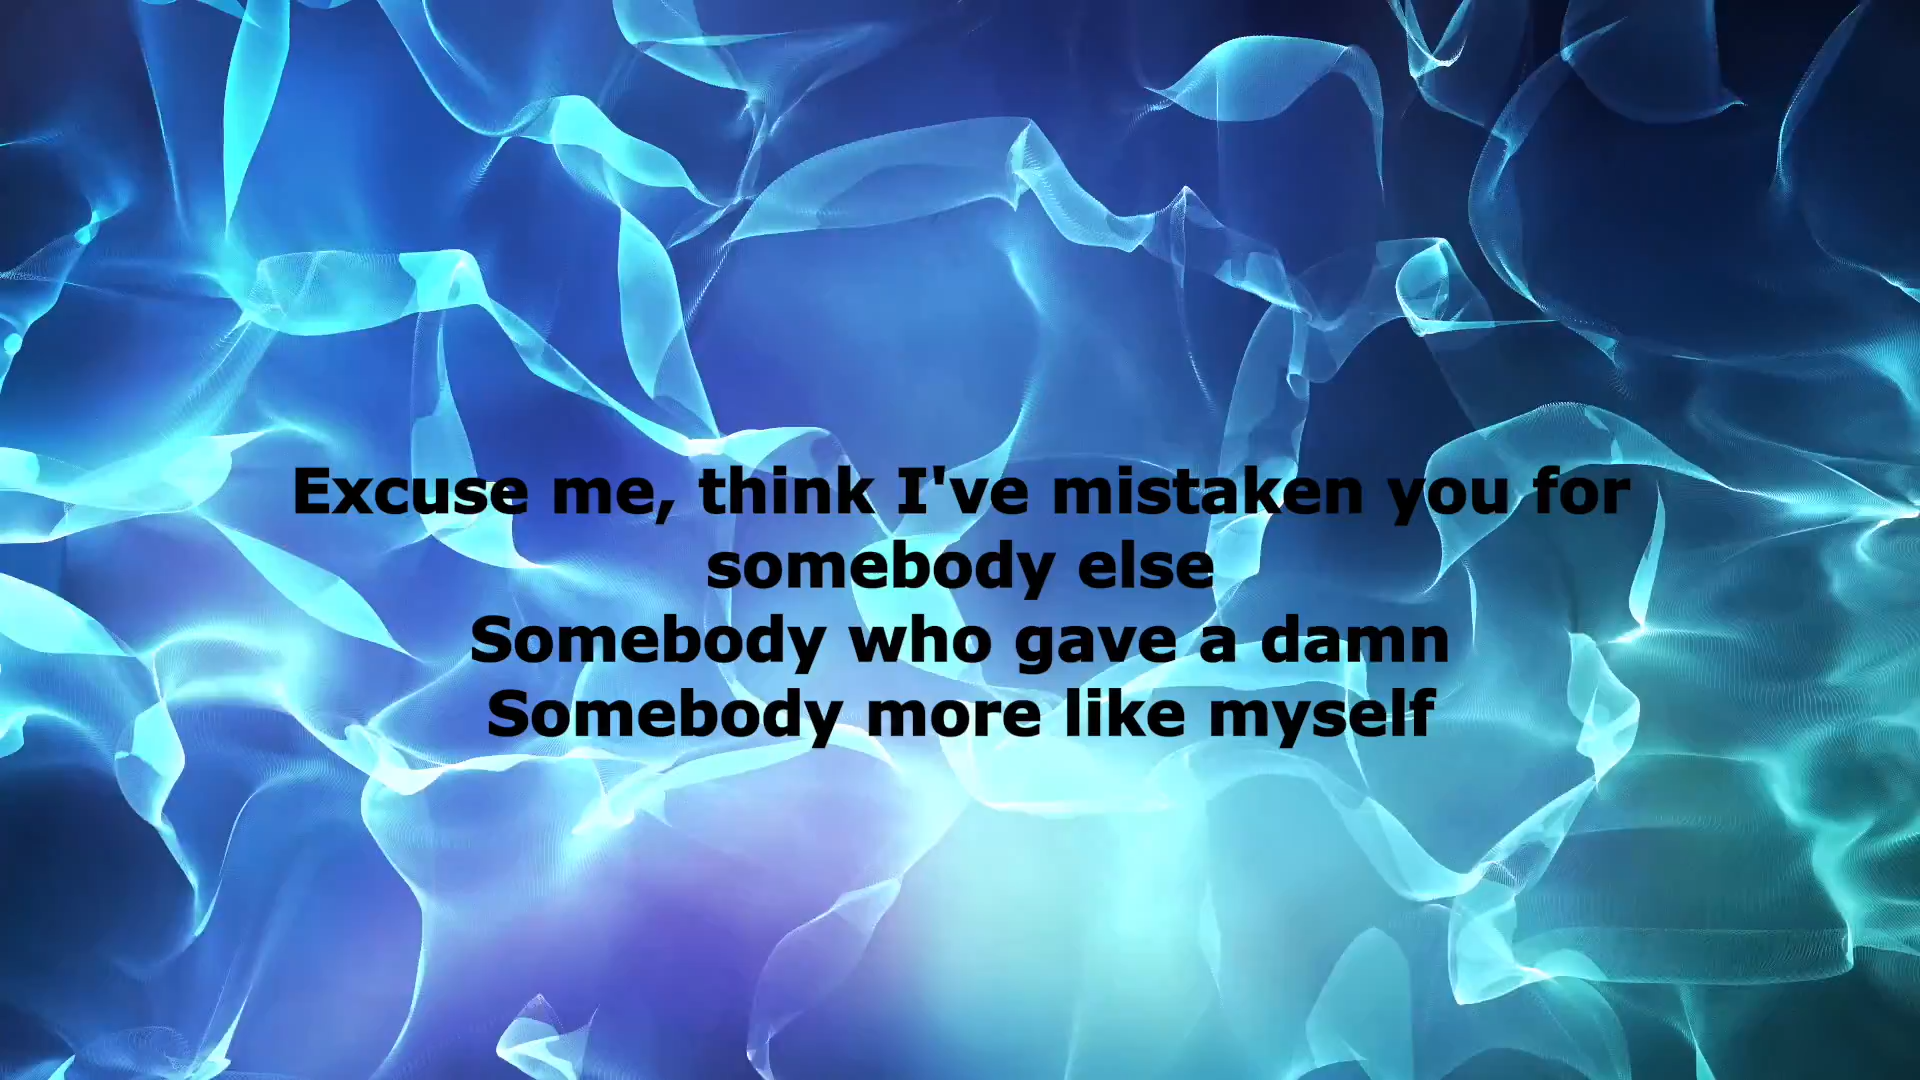 Excuse me, think I've mistaken you for
somebody else
Somebody who gave a damn
Somebody more like myself